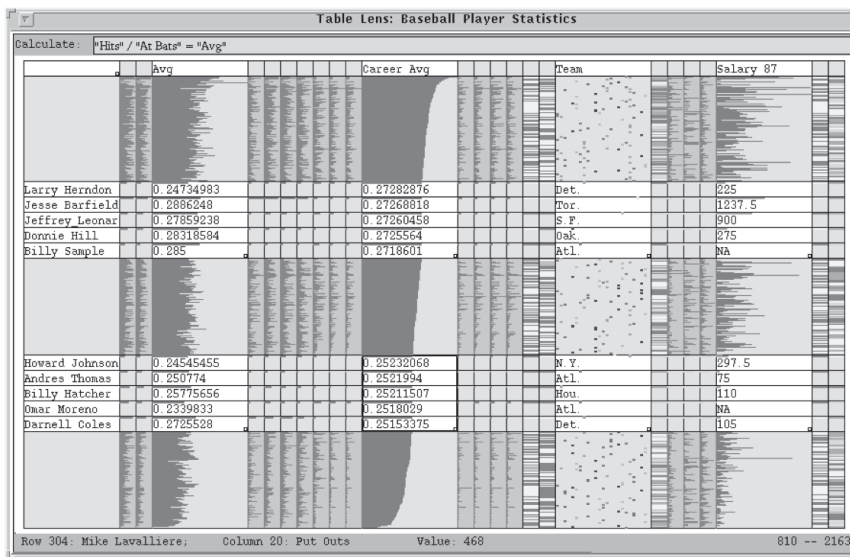 Table Lens: Baseball Player Statistics
Calculate: "Hits" / "At Bats" = "Avg"
Avg Career Avg Team Salary 87
Larry Herndon 0.24734983 0.27282876 Det. 225
Jesse Barfield 0.2886248 0.27268818 Tor. 1237.5
Jeffrey Leonar 0.27859238 0.27260458 S.F. 900
Donnie Hill 0.28318584 0.2725564 Oak. 275
Billy Sample 0.285 0.2718601 Atl. NA
Howard Johnson 0.24545455 0.25232068 N.Y. 297.5
Andres Thomas 0.250774 0.2521994 Atl. 75
Billy Hatcher 0.25775656 0.25211507 Hou. 110
Omar Moreno 0.2339833 0.2518029 Atl. NA
Darnell Coles 0.2725528 0.25153375 Det. 105
Row 304: Mike Lavalliere; Column 20: Put Outs Value: 468 810 -- 2163